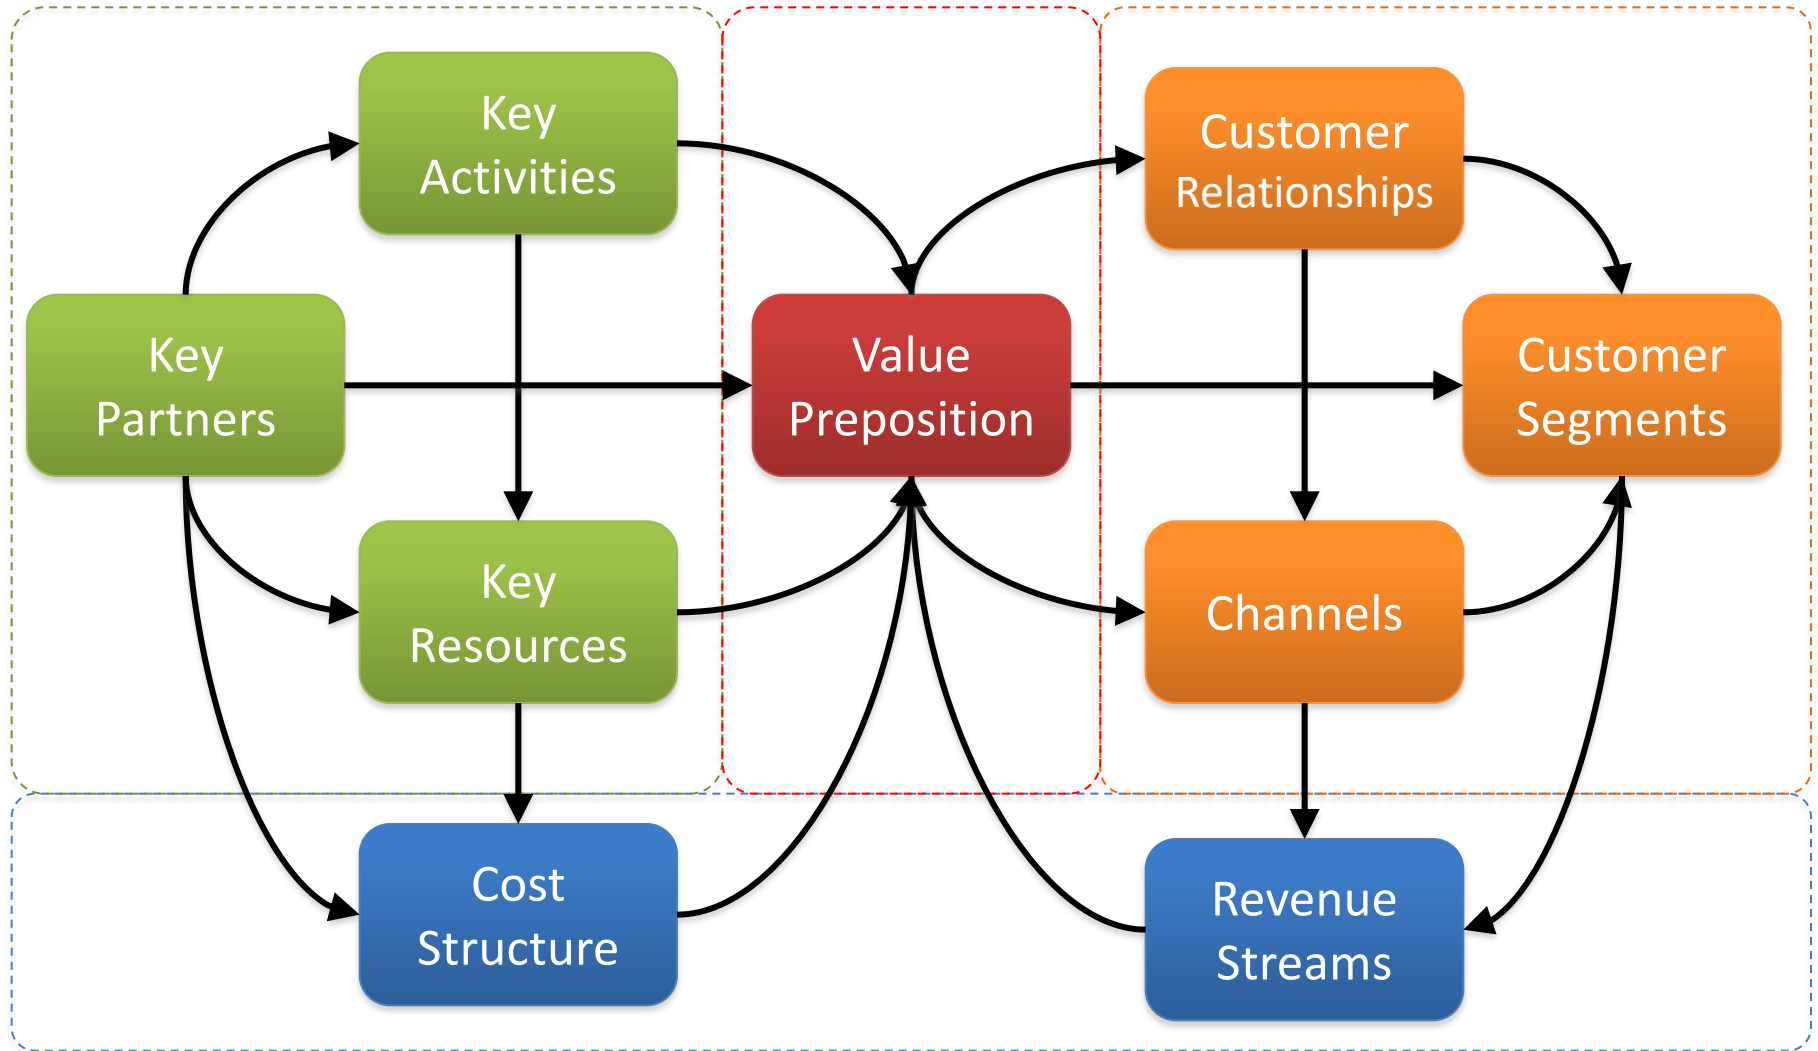 Key
Activities
Customer
Relationships
Key
Partners
Value
Preposition
Customer
Segments
Key
Resources
Channels
Cost
Structure
Revenue
Streams